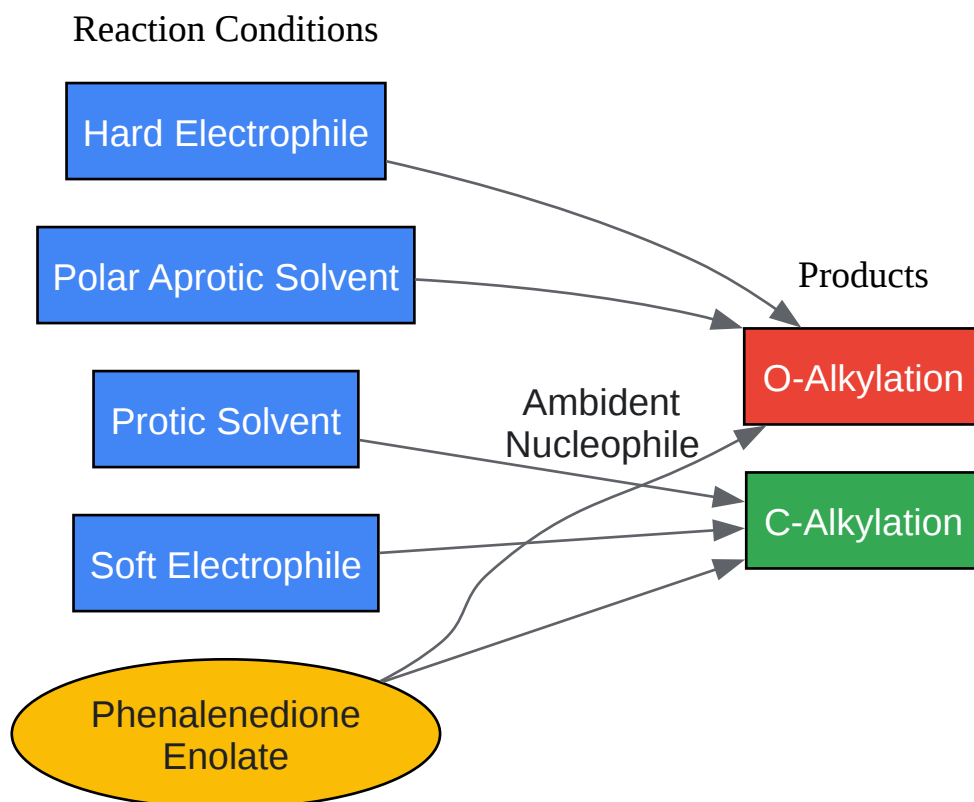 Reaction Conditions
Hard Electrophile
Polar Aprotic Solvent
Products
O-Alkylation
Protic Solvent
Ambident
Nucleophile
C-Alkylation
Soft Electrophile
Phenalenedione
Enolate